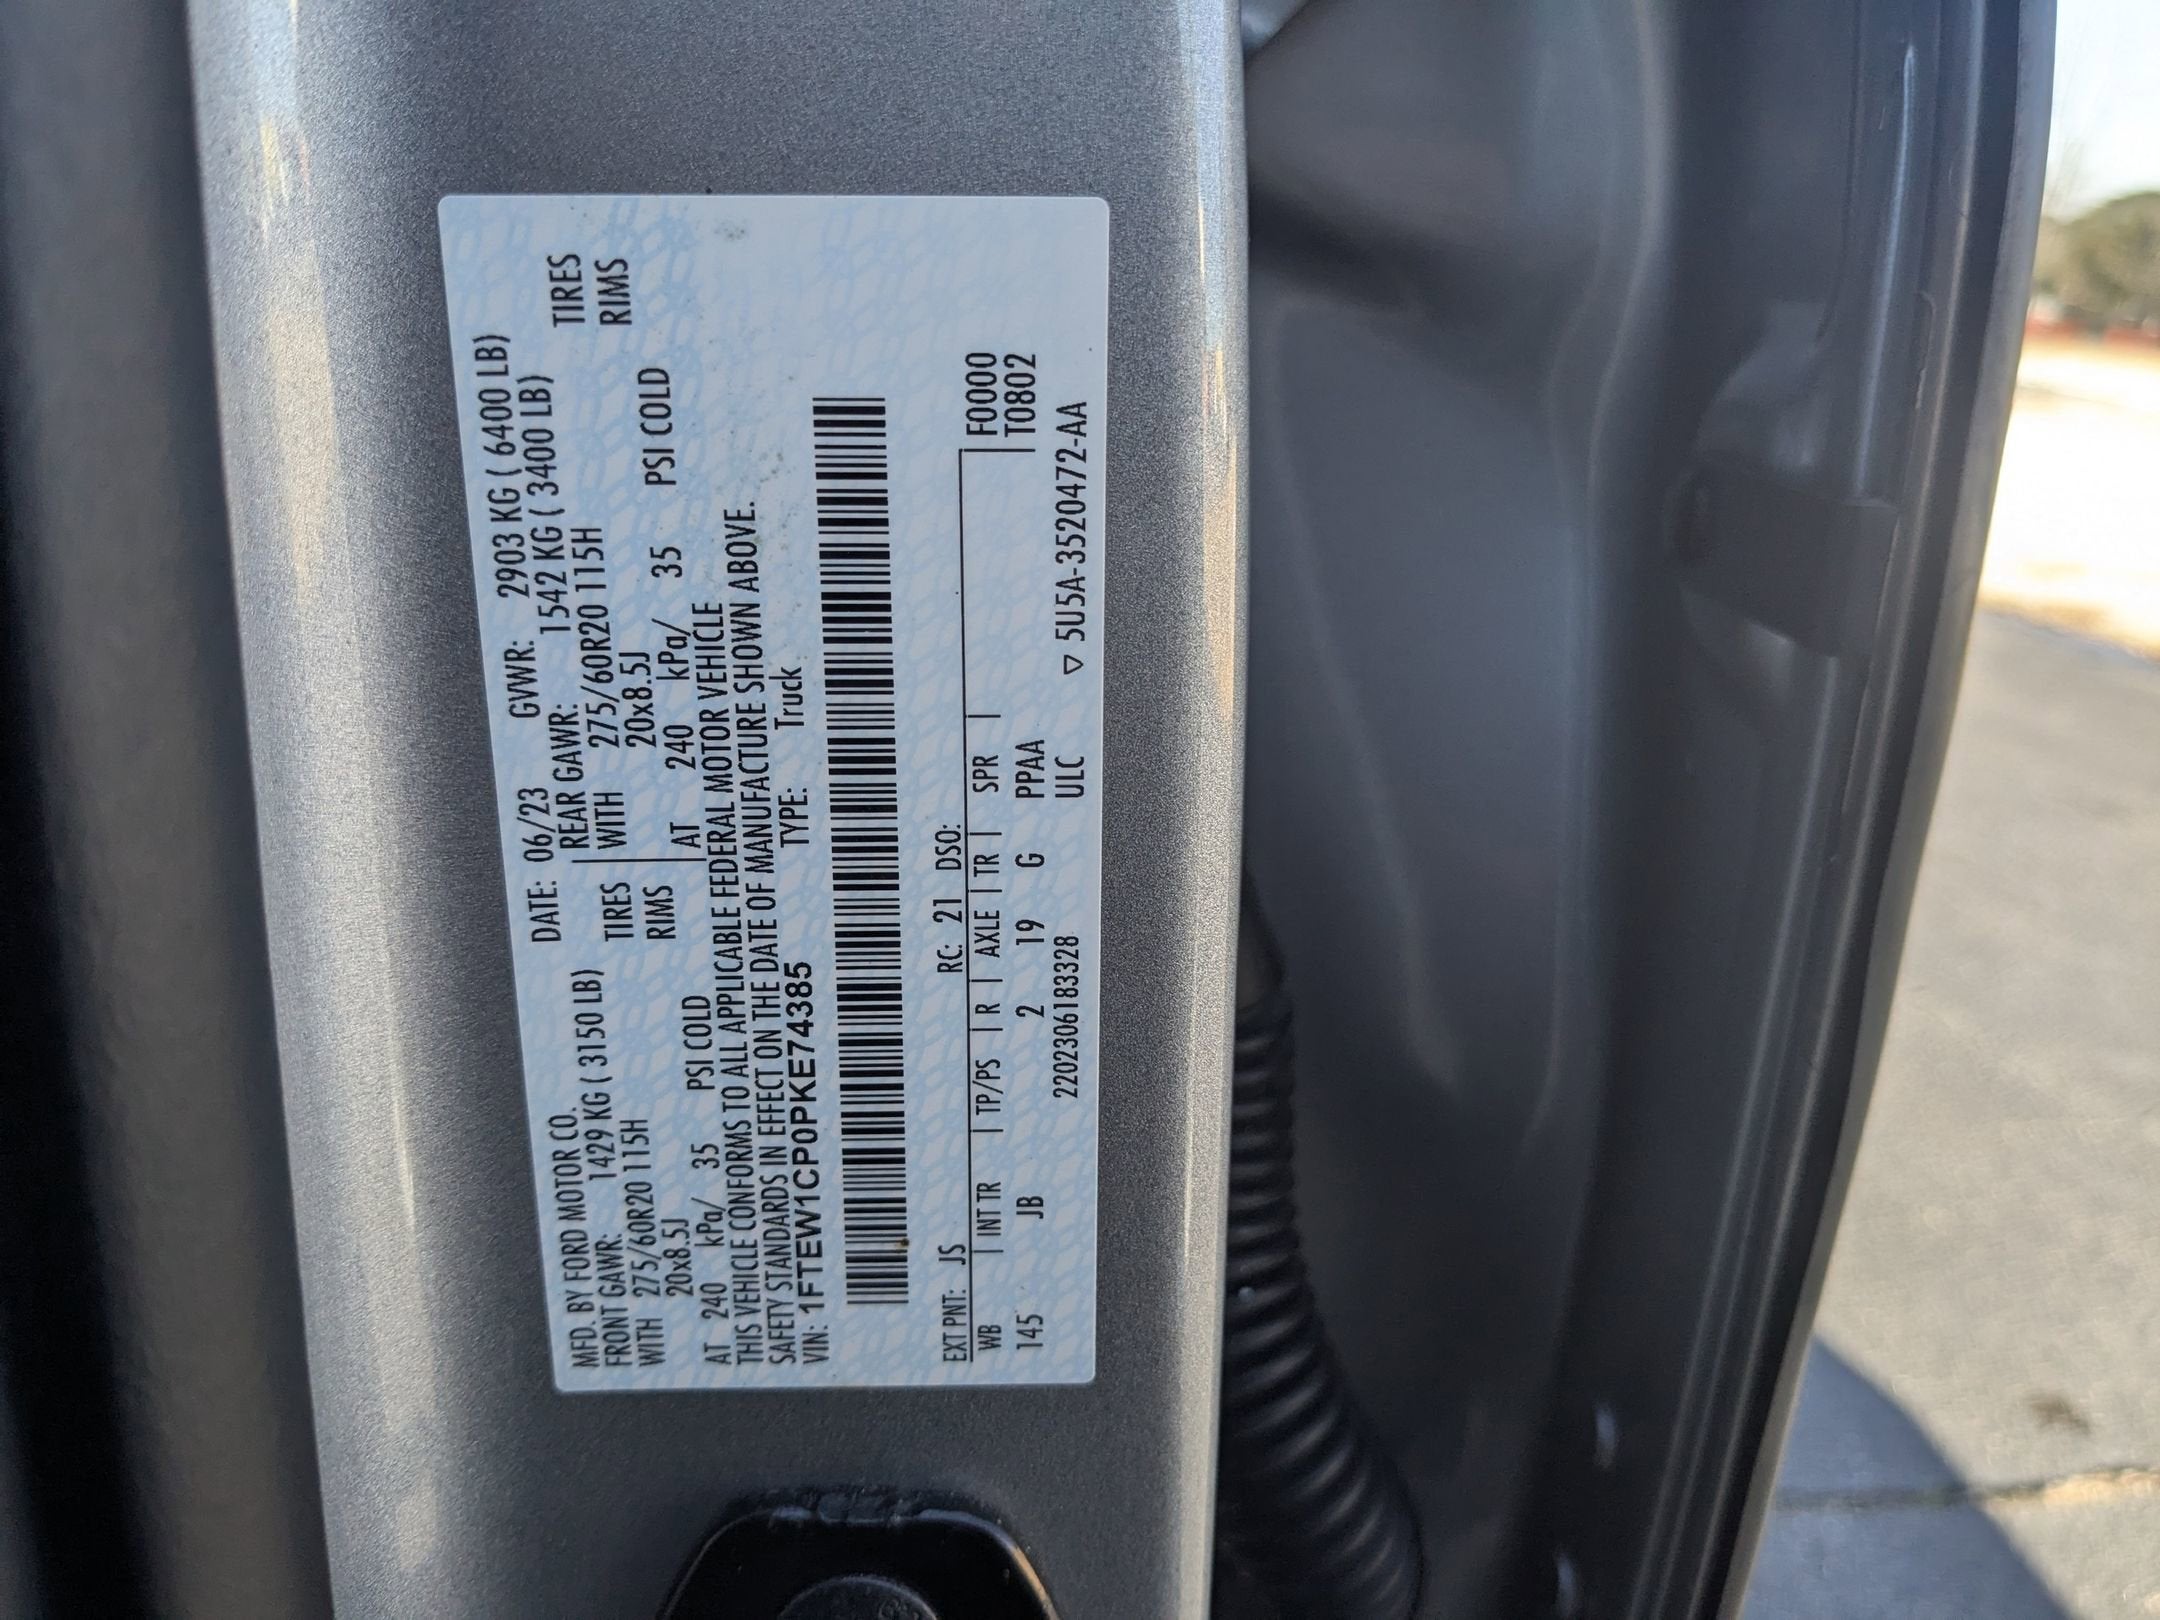 MFD. BY FORD MOTOR CO. DATE: 06/23 GVWR: 2903 KG ( 6400 LB)
FRONT GAWR: 1429 KG ( 3150 LB) REAR GAWR: 1542 KG ( 3400 LB)
WITH 275/60R20 115H TIRES WITH 275/60R20 115H TIRES
20x8.5J RIMS 20x8.5J RIMS
AT 240 kPa/ 35 PSI COLD AT 240 kPa/ 35 PSI COLD
THIS VEHICLE CONFORMS TO ALL APPLICABLE FEDERAL MOTOR VEHICLE
SAFETY STANDARDS IN EFFECT ON THE DATE OF MANUFACTURE SHOWN ABOVE.
VIN: 1FTEW1CP0PKE74385 TYPE: Truck
EXT PNT: JS RC: 21 DSO: F0000
WB | INT TR | TP/PS | R | AXLE | TR | SPR | T0802
145 JB 2 19 G PPAA
220230618332​8 ULC ▽ 5U5A-3520472-AA